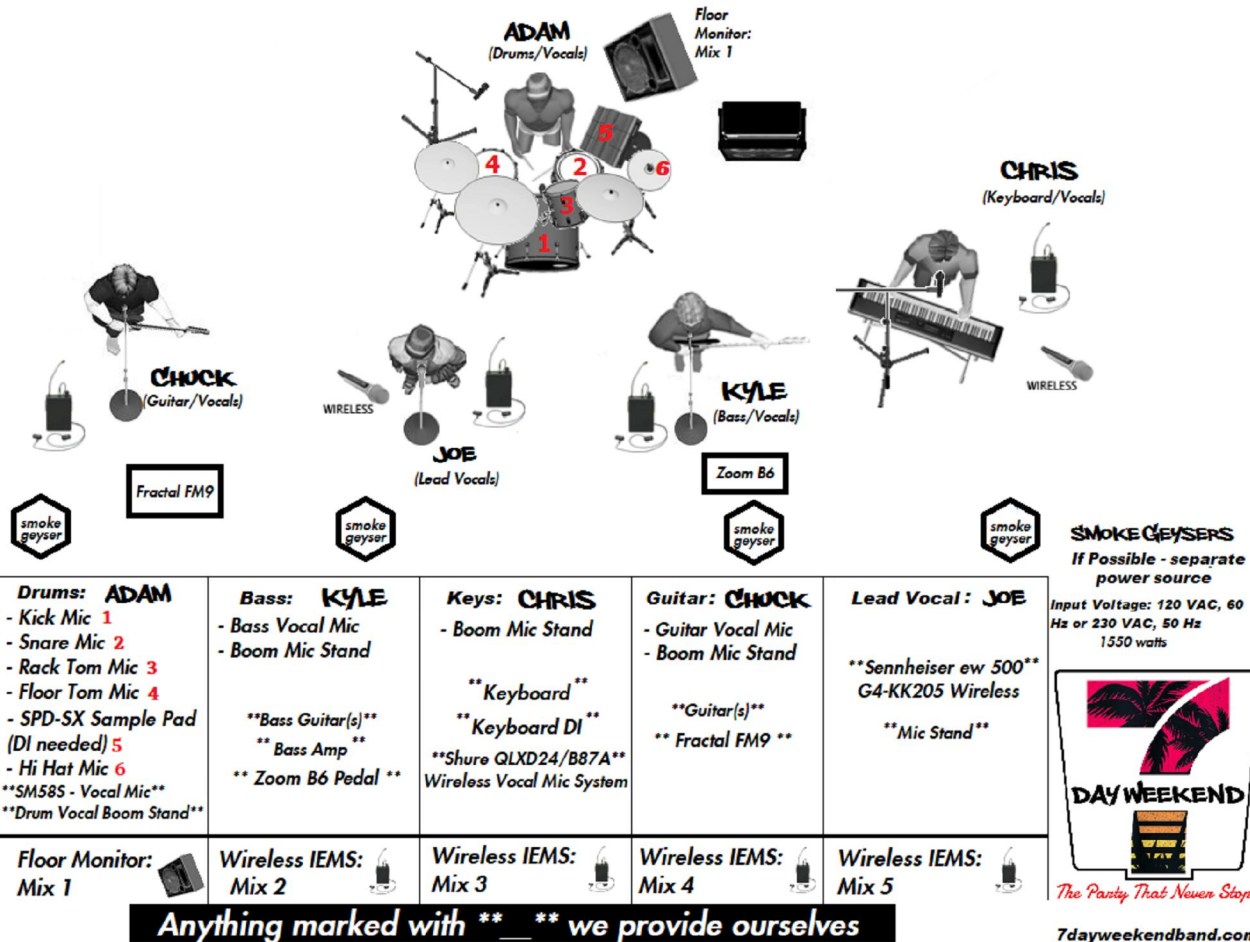 ADAM
(Drums/Vocals)
Floor
Monitor:
Mix 1
5
4
2
6
3
1
CHRIS
(Keyboard/Vocals)
CHUCK
(Guitar/Vocals)
WIRELESS
JOE
(Lead Vocals)
KYLE
(Bass/Vocals)
WIRELESS
Fractal FM9
Zoom B6
smoke
geyser
smoke
geyser
smoke
geyser
smoke
geyser
SMOKE GEYSERS
If Possible - separate
power source
Input Voltage: 120 VAC, 60
Hz or 230 VAC, 50 Hz
1550 watts
Drums: ADAM
- Kick Mic 1
- Snare Mic 2
- Rack Tom Mic 3
- Floor Tom Mic 4
- SPD-SX Sample Pad
(DI needed) 5
- Hi Hat Mic 6
**SM58S - Vocal Mic**
**Drum Vocal Boom Stand**
Floor Monitor:
Mix 1
Bass: KYLE
- Bass Vocal Mic
- Boom Mic Stand
**Bass Guitar(s)**
** Bass Amp **
** Zoom B6 Pedal **
Wireless IEMS:
Mix 2
Keys: CHRIS
- Boom Mic Stand
**Keyboard **
**Keyboard DI **
**Shure QLXD24/B87A**
Wireless Vocal Mic System
Wireless IEMS:
Mix 3
Guitar: CHUCK
- Guitar Vocal Mic
- Boom Mic Stand
**Guitar(s)**
** Fractal FM9 **
Wireless IEMS:
Mix 4
Lead Vocal : JOE
**Sennheiser ew 500**
G4-KK205 Wireless
**Mic Stand**
Wireless IEMS:
Mix 5
7
DAY WEEKEND
The Party That Never Stop
7dayweekendband.com
Anything marked with **__** we provide ourselves